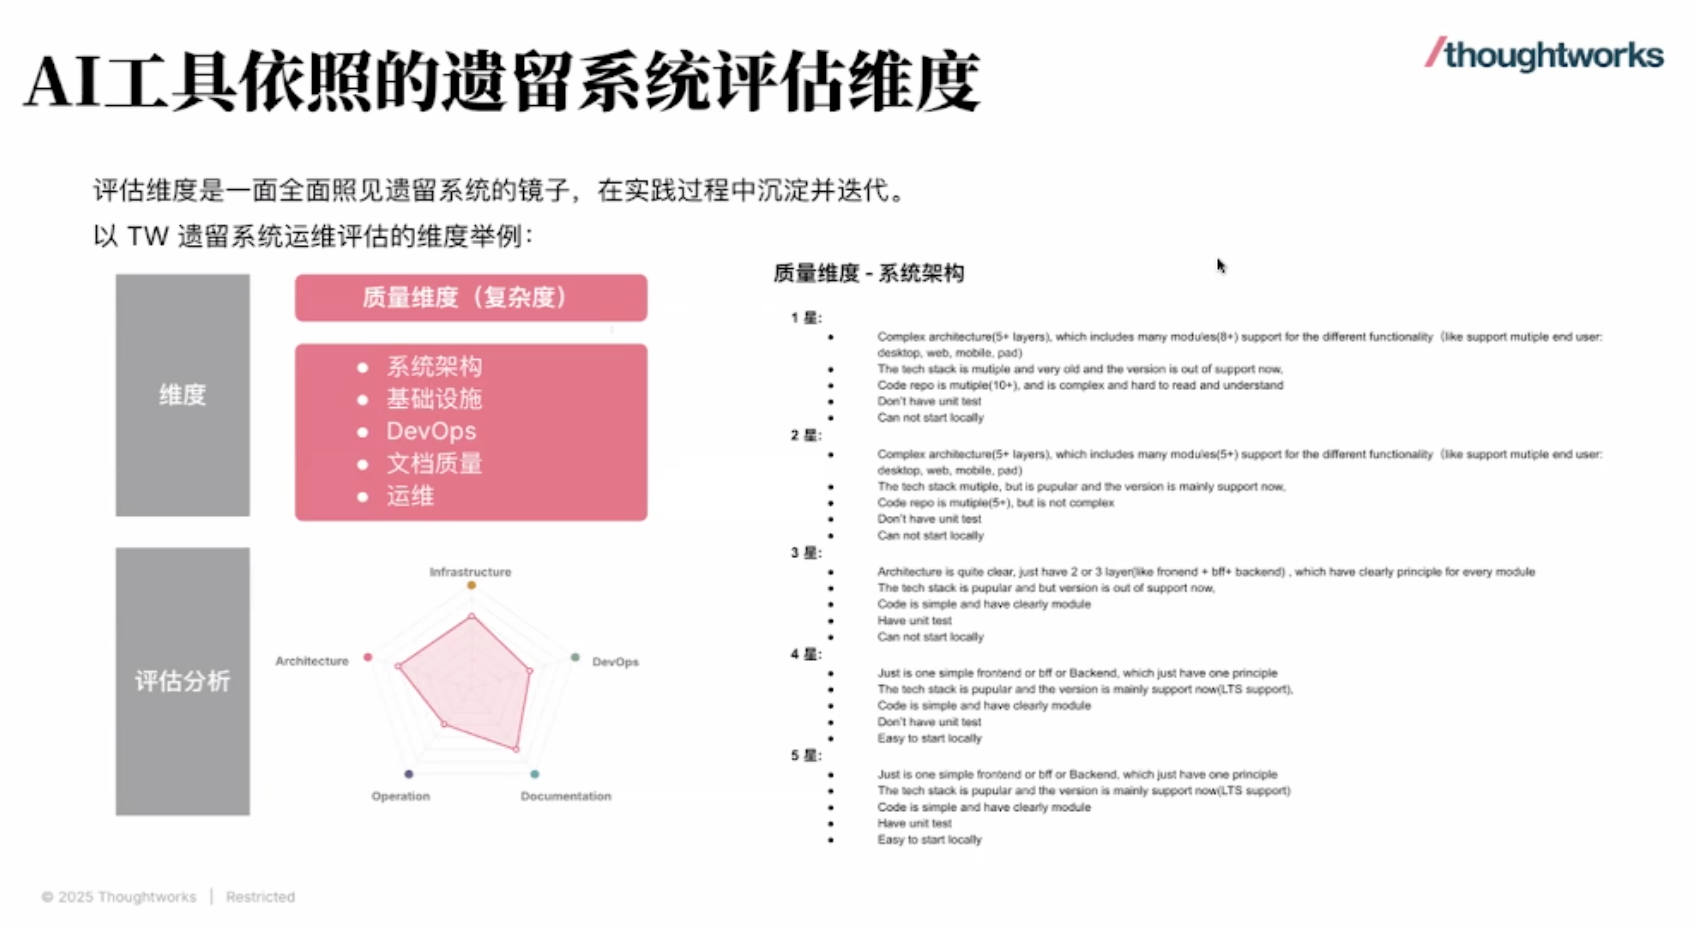 AI工具依照的遗留系统评估维度
/thoughtworks
评估维度是一面全面照见遗留系统的镜子，在实践过程中沉淀并迭代。
以 TW 遗留系统运维评估的维度举例：
维度
质量维度（复杂度）
• 系统架构
• 基础设施
• DevOps
• 文档质量
• 运维
评估分析
Infrastructure
Architecture
DevOps
Operation
Documentation
质量维度 - 系统架构
1 星:
• Complex architecture(5+ layers), which includes many modules(8+) support for the different functionality（like support mutiple end user:
desktop, web, mobile, pad)
• The tech stack is mutiple and very old and the version is out of support now,
• Code repo is mutiple(10+), and is complex and hard to read and understand
• Don't have unit test
• Can not start locally
2 星:
• Complex architecture(5+ layers), which includes many modules(5+) support for the different functionality（like support mutiple end user:
desktop, web, mobile, pad)
• The tech stack mutiple, but is pupular and the version is mainly support now,
• Code repo is mutiple(5+), but is not complex
• Don't have unit test
• Can not start locally
3 星:
• Architecture is quite clear, just have 2 or 3 layer(like fronend + bff+ backend) , which have clearly principle for every module
• The tech stack is pupular and but version is out of support now,
• Code is simple and have clearly module
• Have unit test
• Can not start locally
4 星:
• Just is one simple frontend or bff or Backend, which just have one principle
• The tech stack is pupular and the version is mainly support now(LTS support),
• Code is simple and have clearly module
• Don't have unit test
• Easy to start locally
5 星:
• Just is one simple frontend or bff or Backend, which just have one principle
• The tech stack is pupular and the version is mainly support now(LTS support)
• Code is simple and have clearly module
• Have unit test
• Easy to start locally
© 2025 Thoughtworks | Restricted